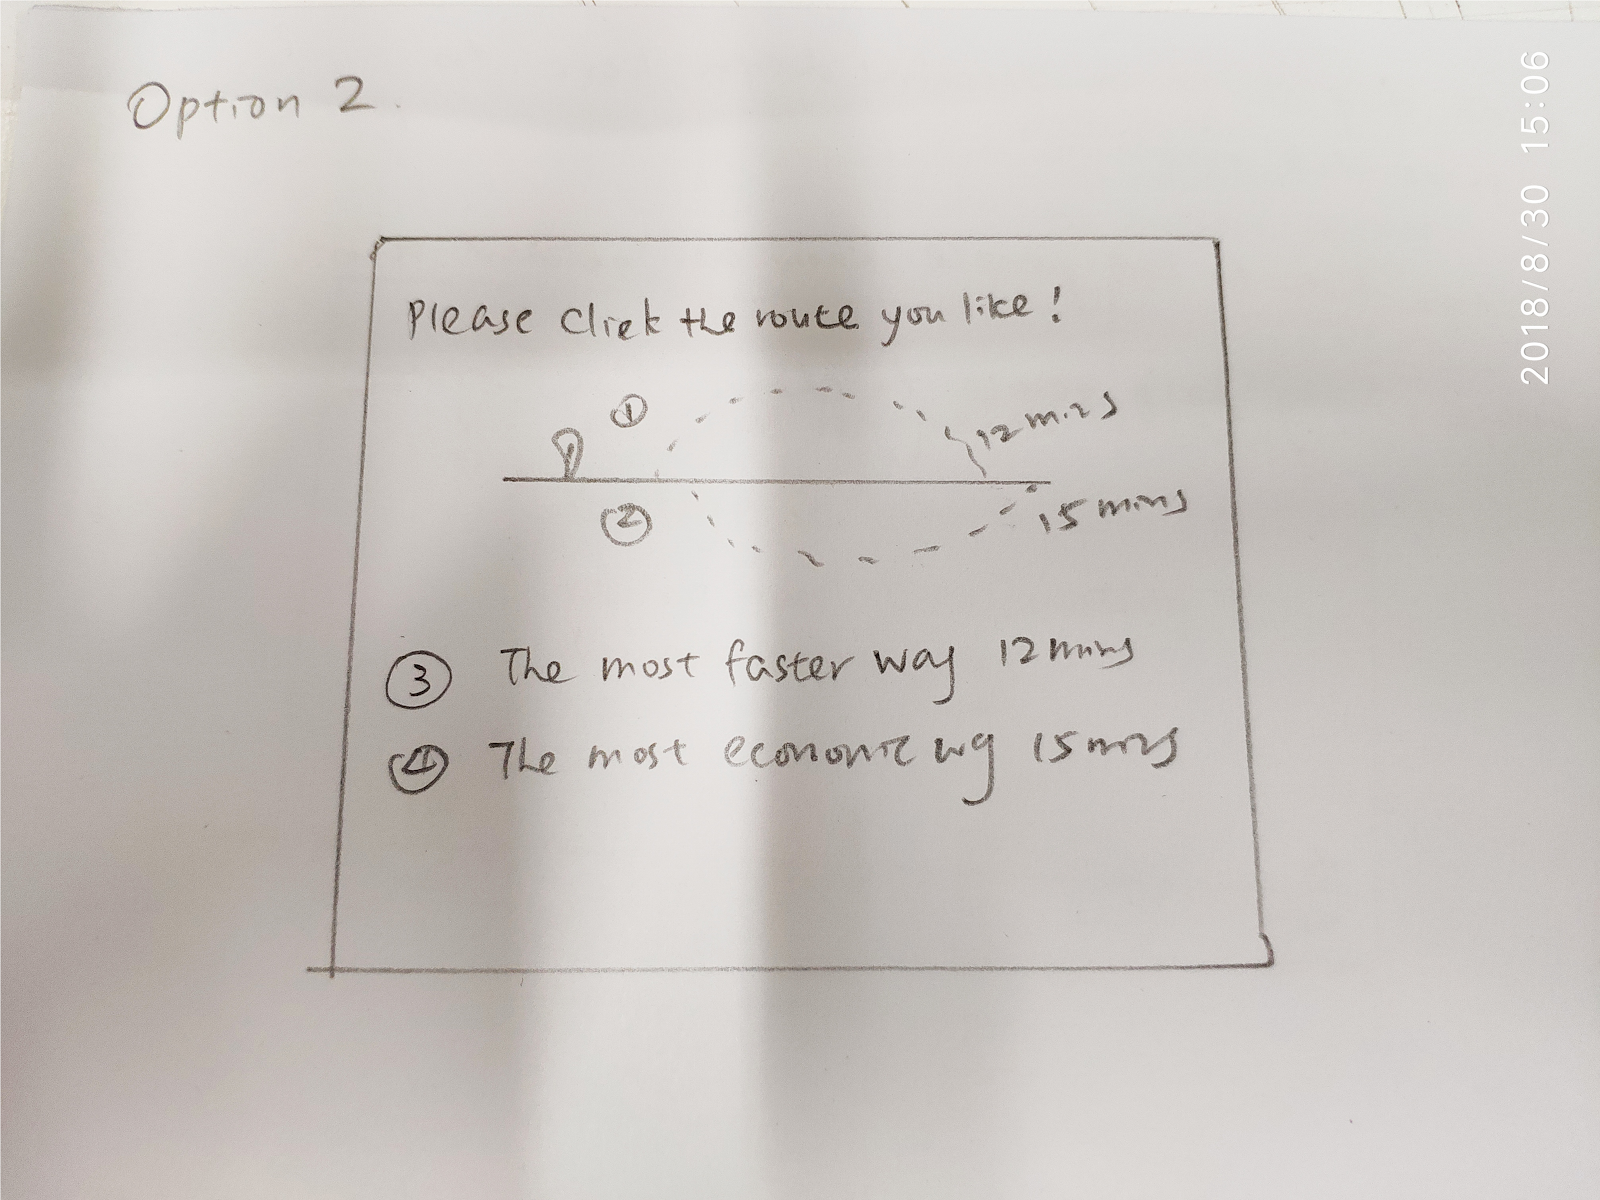 Option 2.
Please click the route you like!
① 12 mins
② 15 mins
③ The most faster way 12 mins
④ The most economic way 15 mins
2018/8/30 15:06